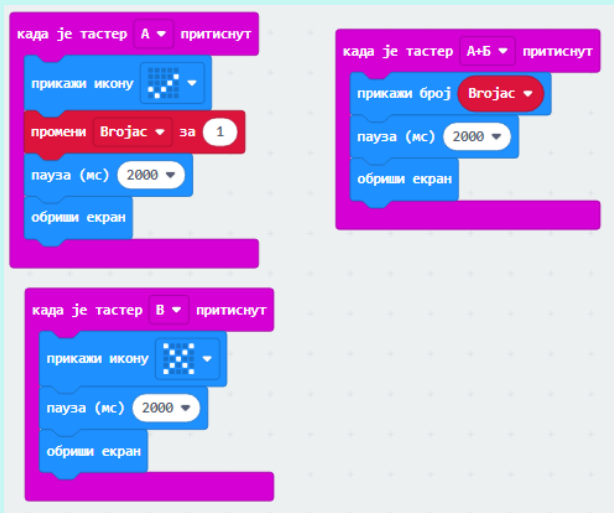 када је тастер A притиснут
прикажи икону
промени Brojac за 1
пауза (мс) 2000
обриши екран
када је тастер А+Б притиснут
прикажи број Brojac
пауза (мс) 2000
обриши екран
када је тастер B притиснут
прикажи икону
пауза (мс) 2000
обриши екран